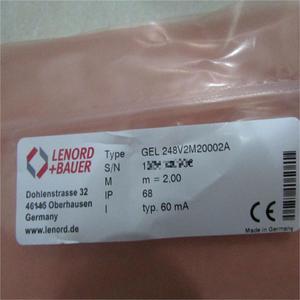 LENORD
+BAUER
Dohlenstrasse 32
46145 Oberhausen
Germany
www.lenord.de
Type GEL 248V2M20002A
S/N
M m = 2,00
IP 68
I typ. 60 mA
Made in Germany